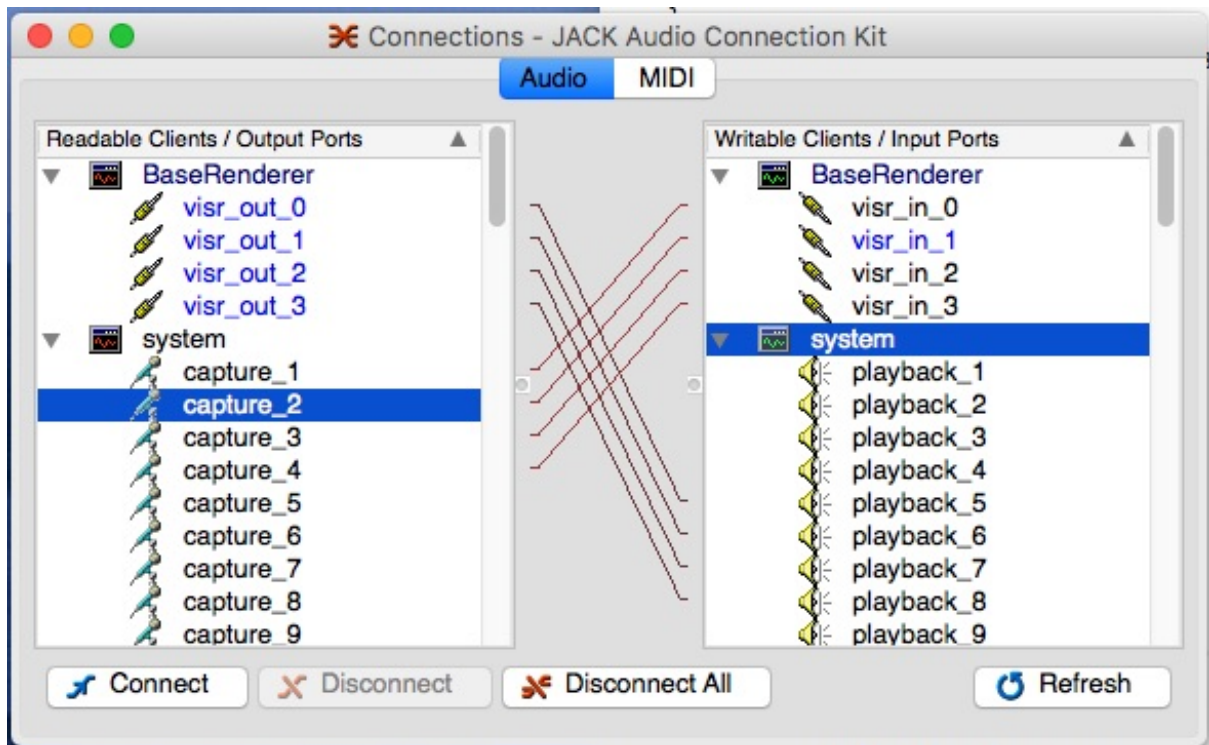 Connections - JACK Audio Connection Kit
Audio MIDI
Readable Clients / Output Ports
BaseRenderer
visr_out_0
visr_out_1
visr_out_2
visr_out_3
system
capture_1
capture_2
capture_3
capture_4
capture_5
capture_6
capture_7
capture_8
capture_9
Writable Clients / Input Ports
BaseRenderer
visr_in_0
visr_in_1
visr_in_2
visr_in_3
system
playback_1
playback_2
playback_3
playback_4
playback_5
playback_6
playback_7
playback_8
playback_9
Connect Disconnect Disconnect All Refresh